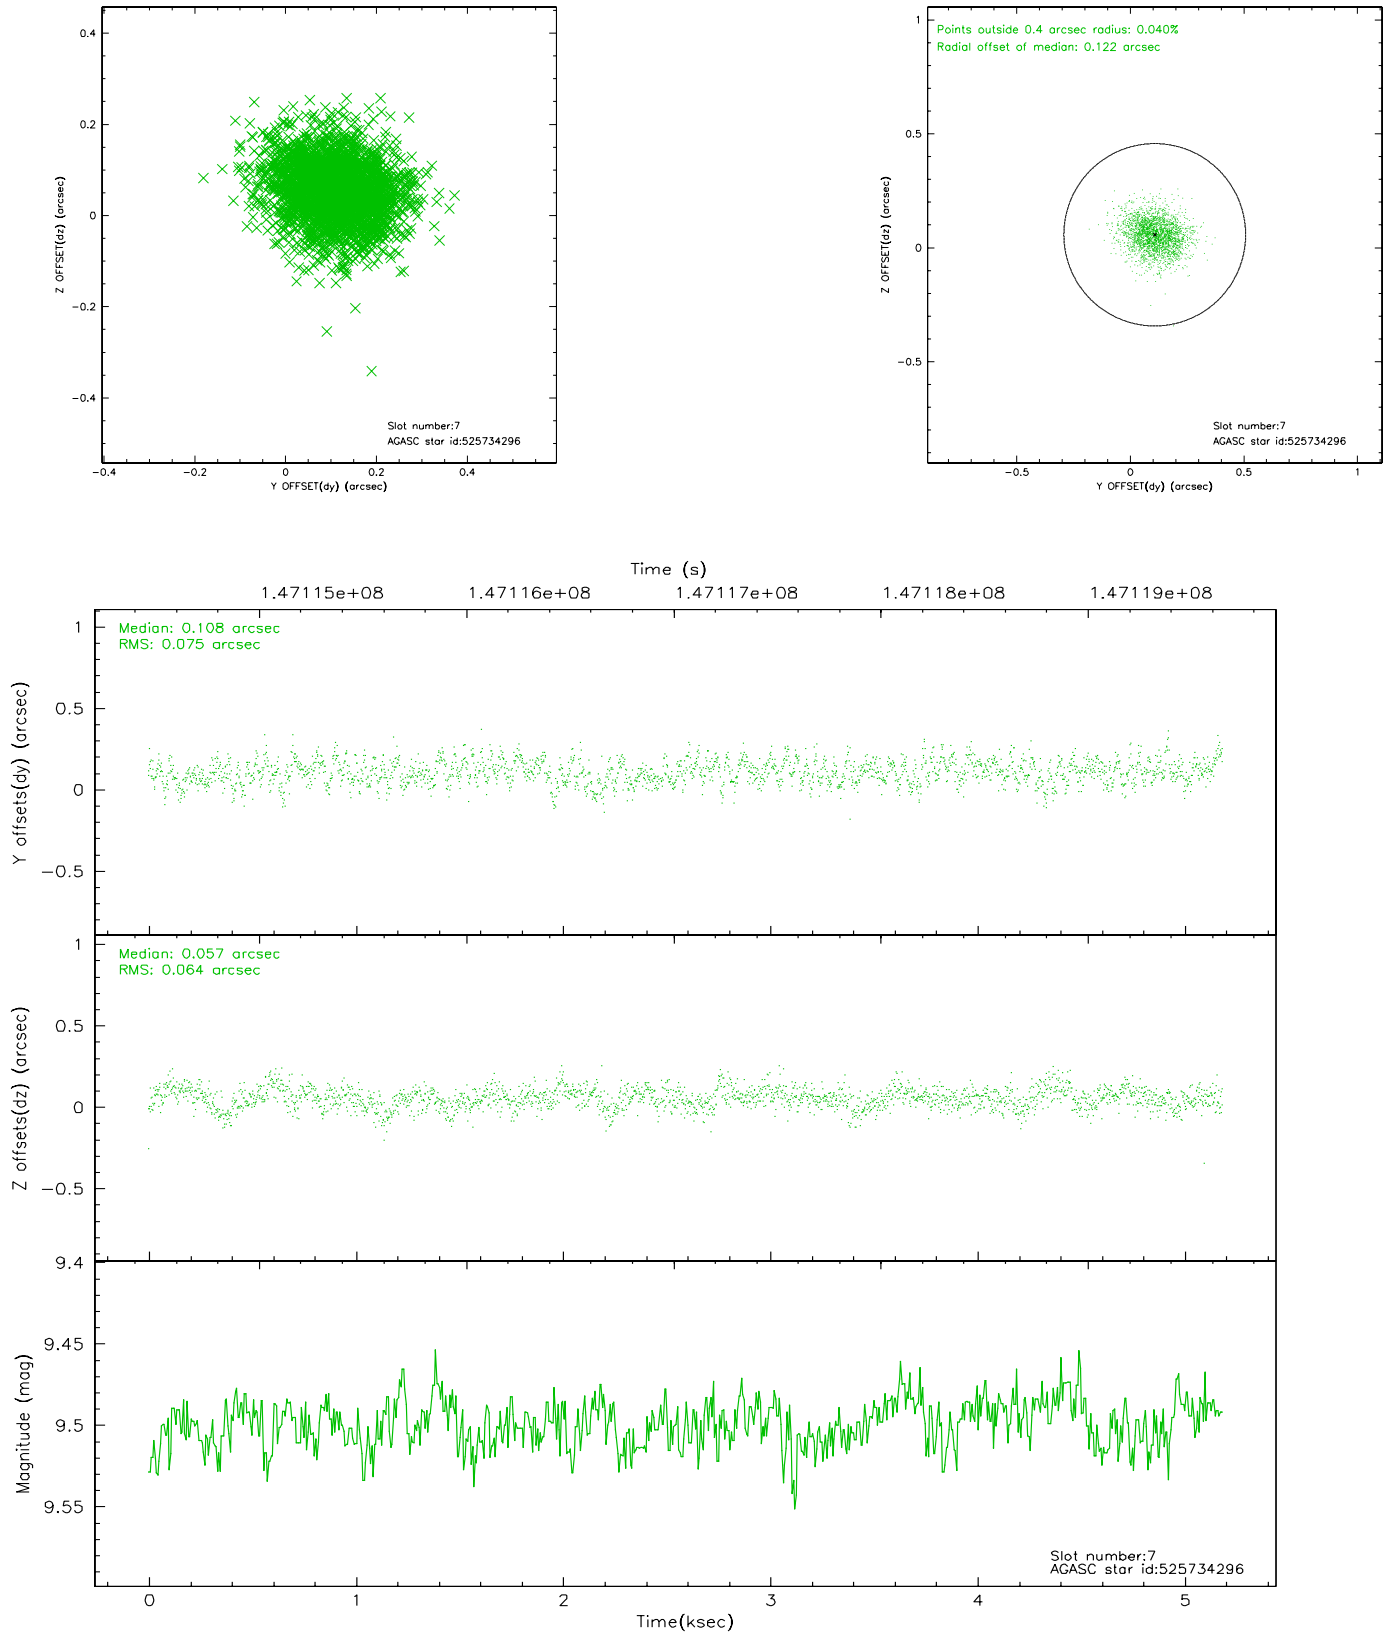 0.4
0.2
0
-0.2
-0.4
Z OFFSET(dz) (arcsec)
Slot number:7
AGASC star id:525734296
-0.4 -0.2 0 0.2 0.4
Y OFFSET(dy) (arcsec)
Points outside 0.4 arcsec radius: 0.040%
Radial offset of median: 0.122 arcsec
1
0.5
0
-0.5
Z OFFSET(dz) (arcsec)
Slot number:7
AGASC star id:525734296
-0.5 0 0.5 1
Y OFFSET(dy) (arcsec)
Time (s)
1.47115e+08 1.47116e+08 1.47117e+08 1.47118e+08 1.47119e+08
Median: 0.108 arcsec
RMS: 0.075 arcsec
1
0.5
0
-0.5
Y offsets(dy) (arcsec)
Median: 0.057 arcsec
RMS: 0.064 arcsec
1
0.5
0
-0.5
Z offsets(dz) (arcsec)
9.4
9.45
9.5
9.55
Magnitude (mag)
Slot number:7
AGASC star id:525734296
0 1 2 3 4 5
Time(ksec)